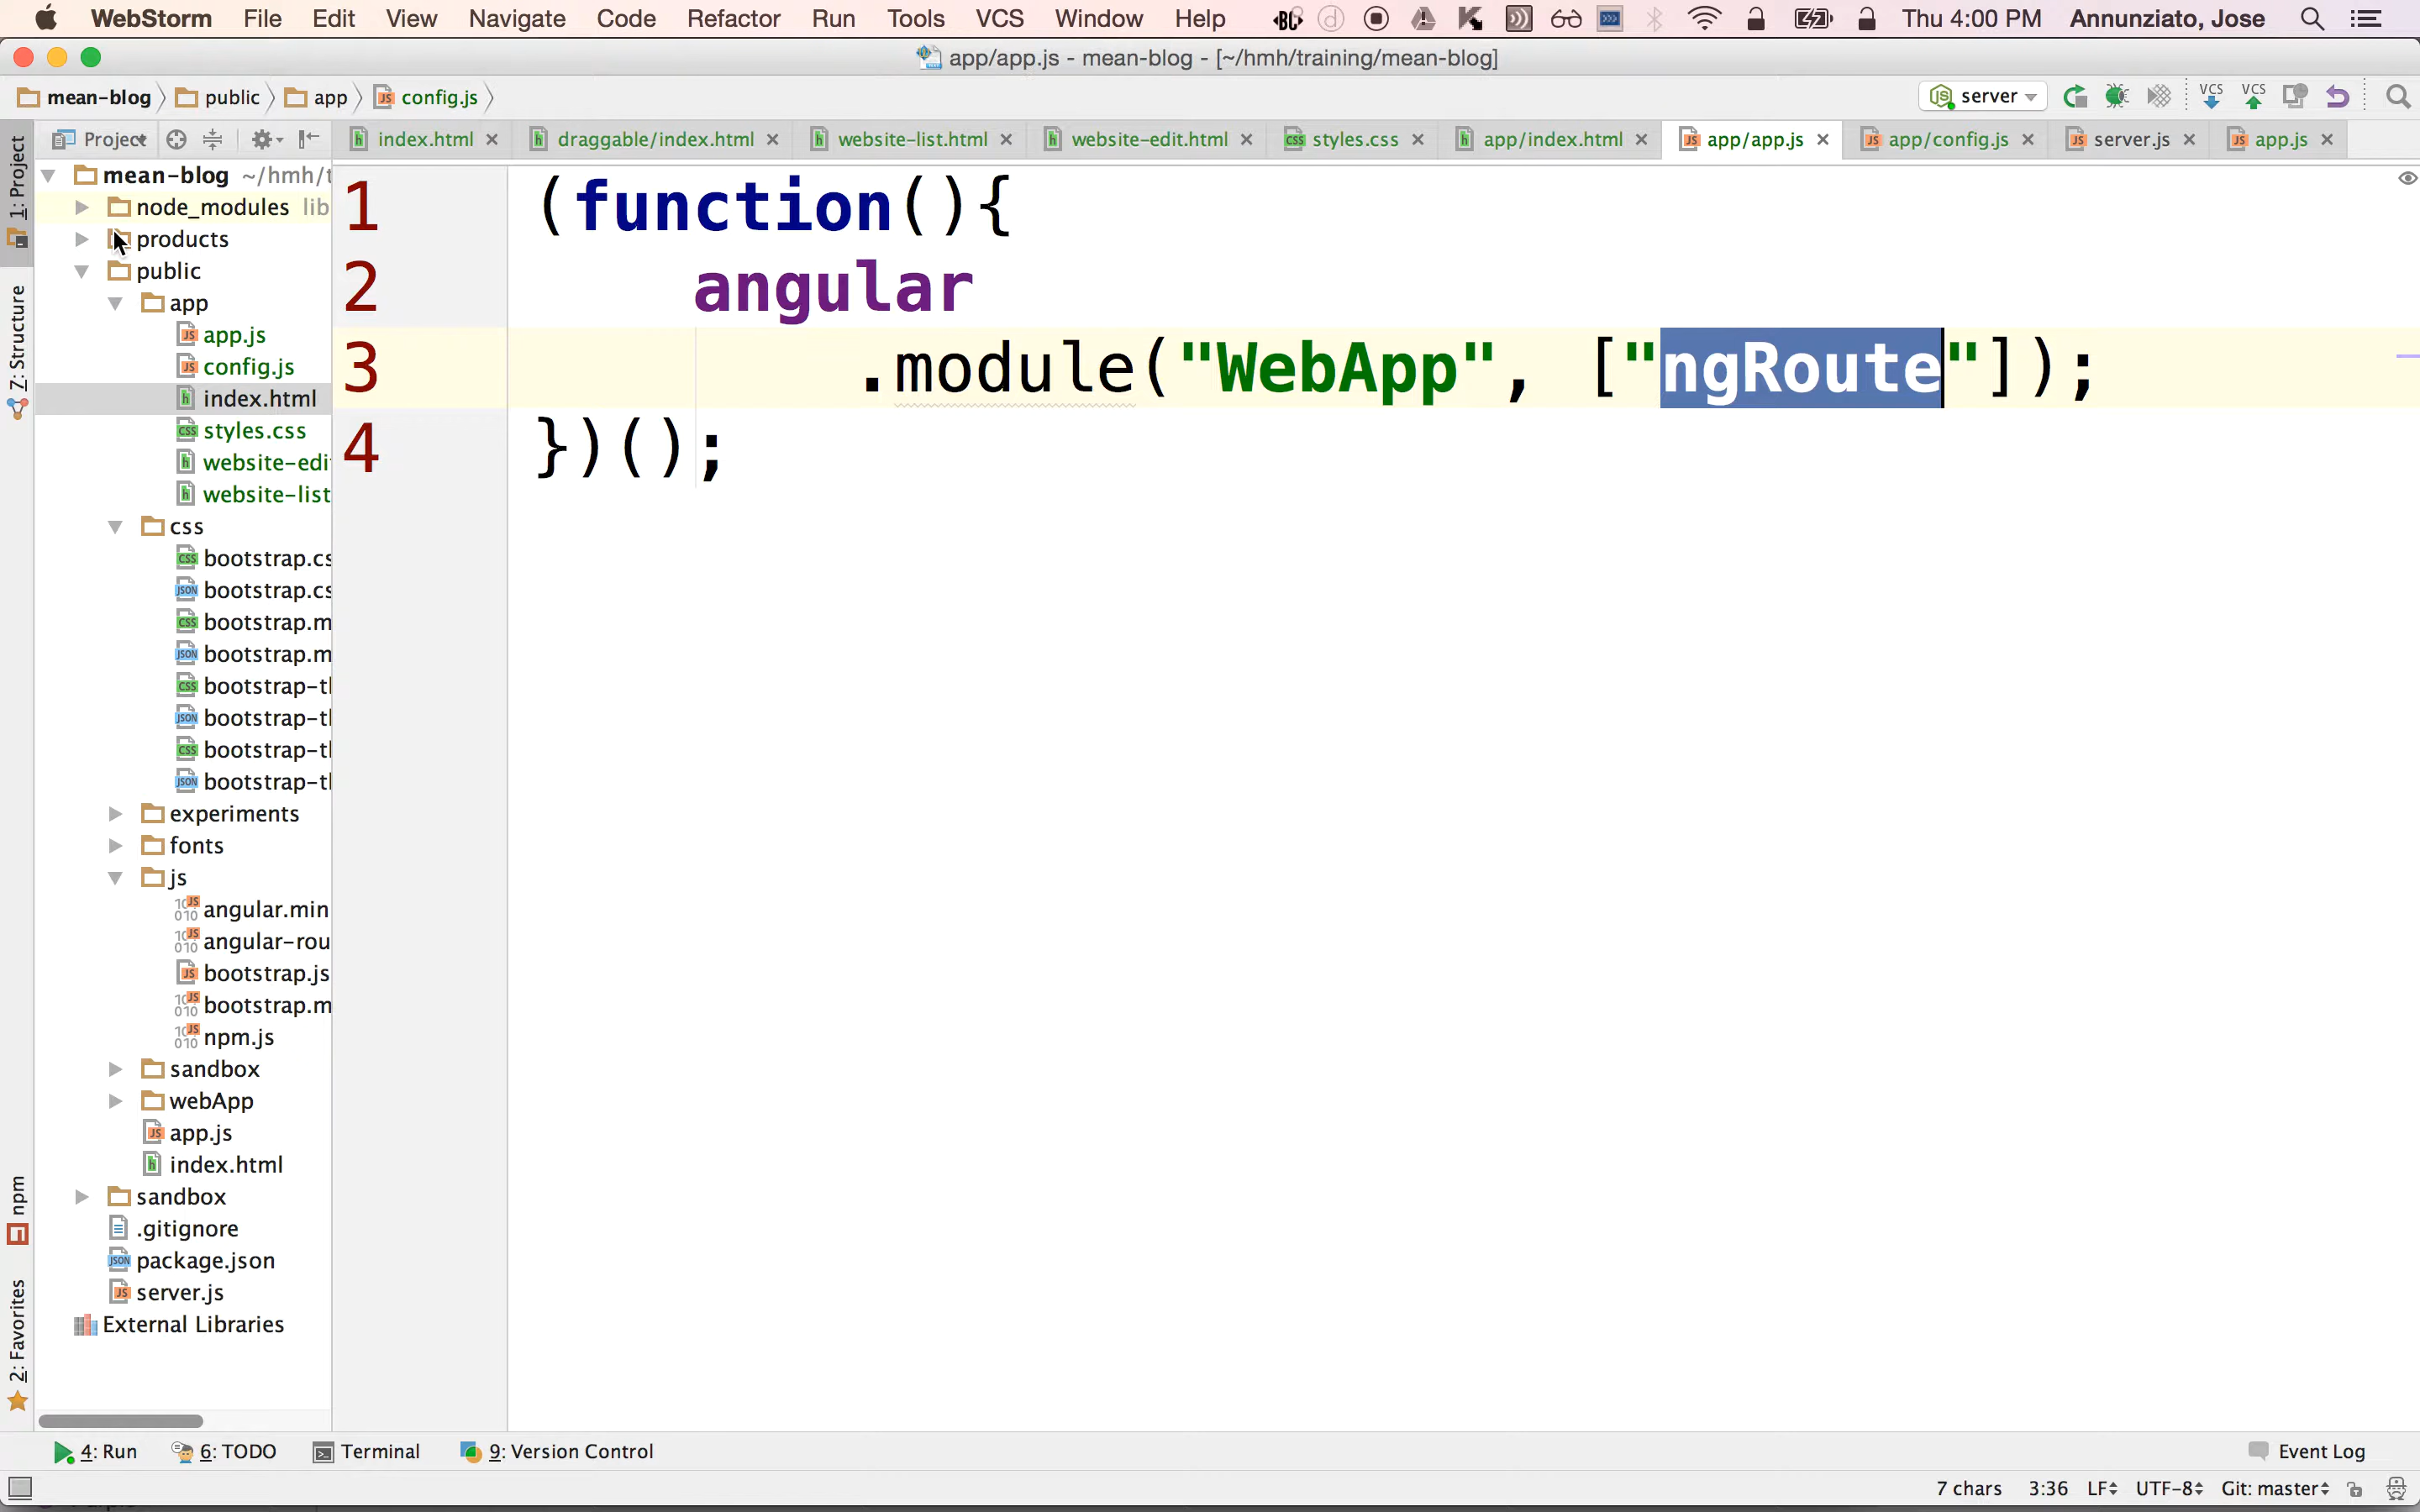 WebStorm File Edit View Navigate Code Refactor Run Tools VCS Window Help Thu 4:00 PM Annunziato, Jose
app/app.js - mean-blog - [~/hmh/training/mean-blog]
mean-blog public app config.js server VCS VCS
Project index.html draggable/index.html website-list.html website-edit.html styles.css app/index.html app/app.js app/config.js server.js app.js
1: Project
7: Structure
npm
2: Favorites
mean-blog ~/hmh/t
node_modules lib
products
public
app
app.js
config.js
index.html
styles.css
website-edi
website-list
css
bootstrap.cs
bootstrap.cs
bootstrap.m
bootstrap.m
bootstrap-tl
bootstrap-tl
bootstrap-tl
bootstrap-tl
experiments
fonts
js
angular.min
angular-rou
bootstrap.js
bootstrap.m
npm.js
sandbox
webApp
app.js
index.html
sandbox
.gitignore
package.json
server.js
External Libraries
1 (function(){
2 angular
3 .module("WebApp", ["ngRoute"]);
4 })();
4: Run 6: TODO Terminal 9: Version Control Event Log
7 chars 3:36 LF UTF-8 Git: master